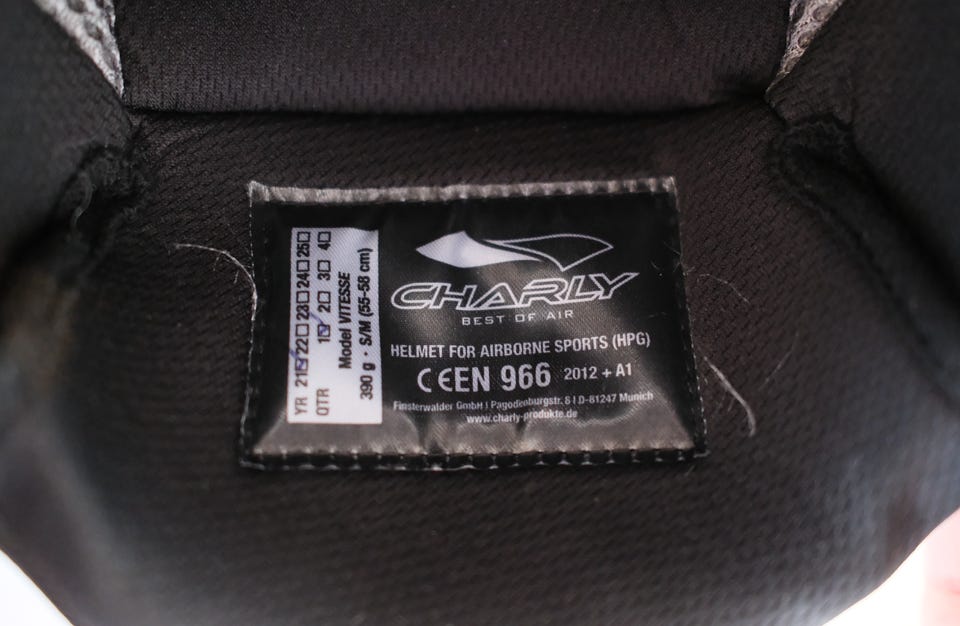 YR 21☑22☐23☐24☐25☐
QTR 1☑ 2☐ 3☐ 4☐
Model VITESSE
390 g · S/M (55-58 cm)
CHARLY
BEST OF AIR
HELMET FOR AIRBORNE SPORTS (HPG)
CE EN 966 2012 + A1
Finsterwalder GmbH I Pagodenburgstr. 8 I D-81247 Munich
www.charly-produkte.de